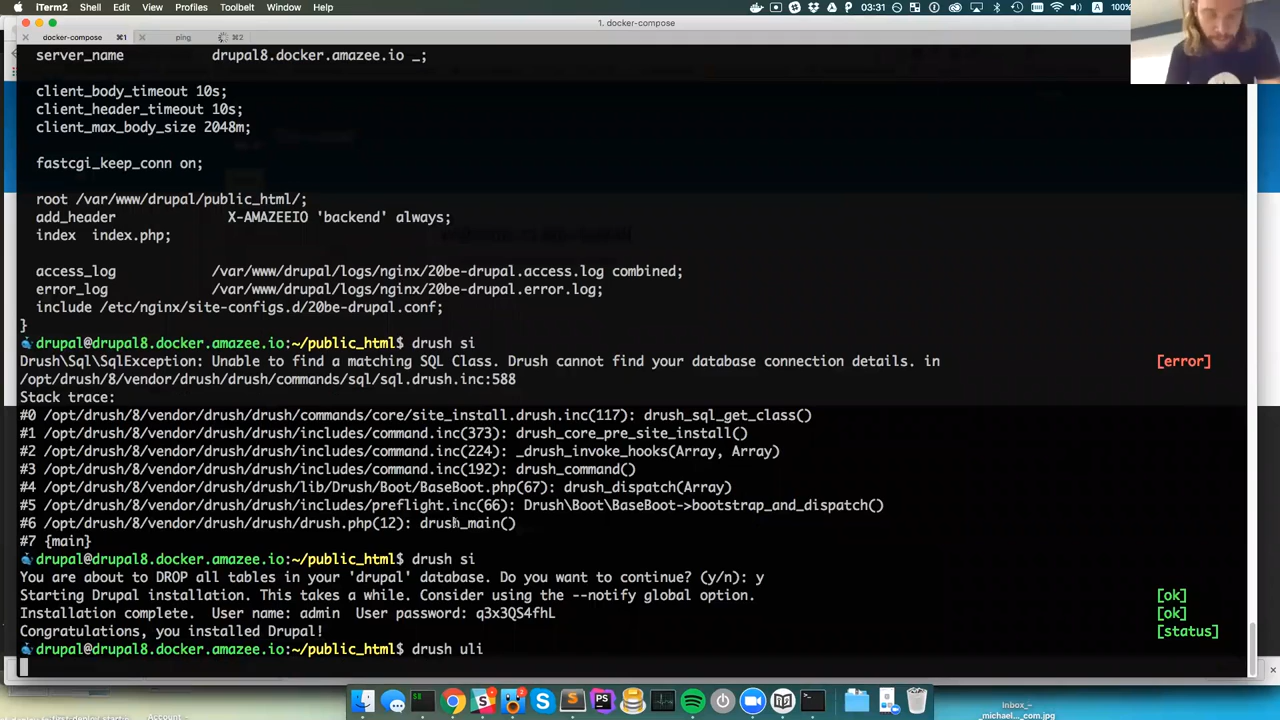 iTerm2 Shell Edit View Profiles Toolbelt Window Help 03:31 100%
1. docker-compose
docker-compose ⌘1 ping ⌘2
server_name drupal8.docker.amazee.io _;
client_body_timeout 10s;
client_header_timeout 10s;
client_max_body_size 2048m;
fastcgi_keep_conn on;
root /var/www/drupal/public_html/;
add_header X-AMAZEEIO 'backend' always;
index index.php;
access_log /var/www/drupal/logs/nginx/20be-drupal.access.log combined;
error_log /var/www/drupal/logs/nginx/20be-drupal.error.log;
include /etc/nginx/site-configs.d/20be-drupal.conf;
}
drupal@drupal8.docker.amazee.io:~/public_html$ drush si
Drush\Sql\SqlException: Unable to find a matching SQL Class. Drush cannot find your database connection details. in [error]
/opt/drush/8/vendor/drush/drush/commands/sql/sql.drush.inc:588
Stack trace:
#0 /opt/drush/8/vendor/drush/drush/commands/core/site_install.drush.inc(117): drush_sql_get_class()
#1 /opt/drush/8/vendor/drush/drush/includes/command.inc(373): drush_core_pre_site_install()
#2 /opt/drush/8/vendor/drush/drush/includes/command.inc(224): _drush_invoke_hooks(Array, Array)
#3 /opt/drush/8/vendor/drush/drush/includes/command.inc(192): drush_command()
#4 /opt/drush/8/vendor/drush/drush/lib/Drush/Boot/BaseBoot.php(67): drush_dispatch(Array)
#5 /opt/drush/8/vendor/drush/drush/includes/preflight.inc(66): Drush\Boot\BaseBoot->bootstrap_and_dispatch()
#6 /opt/drush/8/vendor/drush/drush/drush.php(12): drush_main()
#7 {main}
drupal@drupal8.docker.amazee.io:~/public_html$ drush si
You are about to DROP all tables in your 'drupal' database. Do you want to continue? (y/n): y
Starting Drupal installation. This takes a while. Consider using the --notify global option. [ok]
Installation complete. User name: admin User password: q3x3QS4fhL [ok]
Congratulations, you installed Drupal! [status]
drupal@drupal8.docker.amazee.io:~/public_html$ drush uli
Inbox_–
_michael..._com.jpg